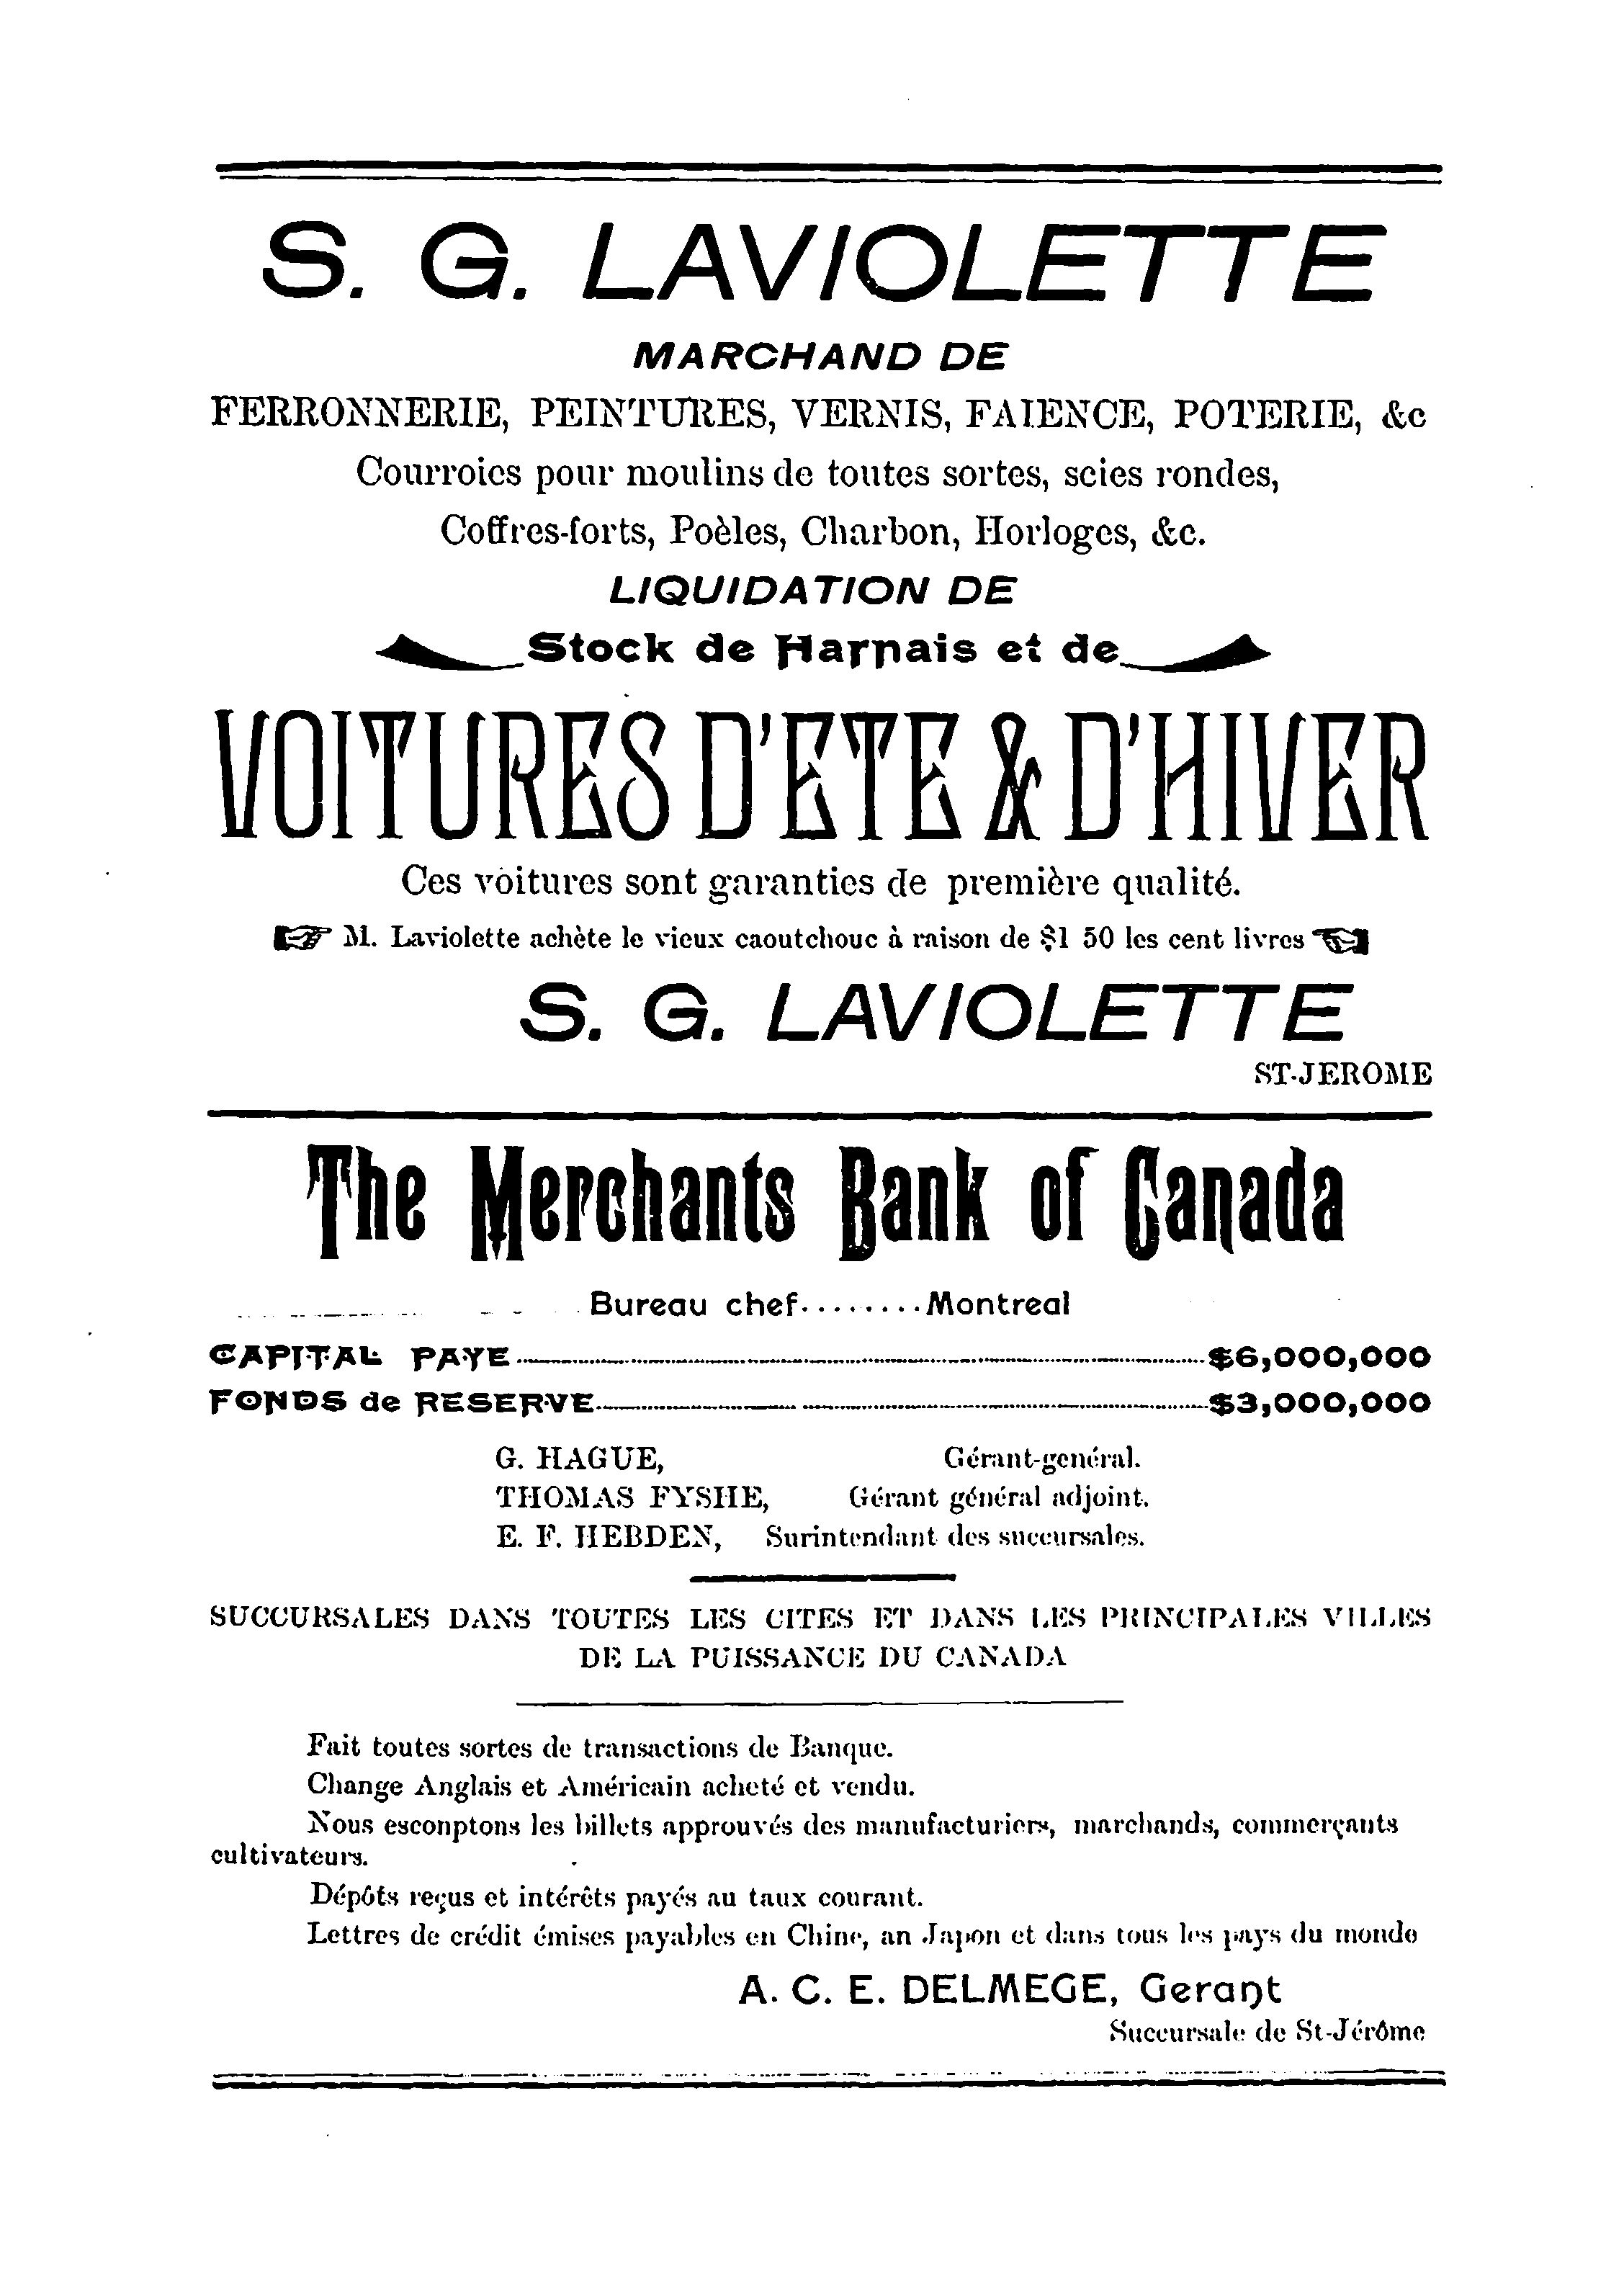 S. G. LAVIOLETTE
MARCHAND DE
FERRONNERIE, PEINTURES, VERNIS, FAIENCE, POTERIE, &c
Courroies pour moulins de toutes sortes, scies rondes,
Coffres-forts, Poèles, Charbon, Horloges, &c.
LIQUIDATION DE
Stock de Harnais et de
VOITURES D'ETE & D'HIVER
Ces voitures sont garanties de première qualité.
☞ M. Laviolette achète le vieux caoutchouc à raison de $1 50 les cent livres ☜
S. G. LAVIOLETTE
ST-JEROME
The Merchants Bank of Canada
Bureau chef........Montreal
CAPITAL PAYE $6,000,000
FONDS de RESERVE $3,000,000
G. HAGUE, Gérant-genéral.
THOMAS FYSHE, Gérant général adjoint.
E. F. HEBDEN, Surintendant des succursales.
SUCCURSALES DANS TOUTES LES CITES ET DANS LES PRINCIPALES VILLES
DE LA PUISSANCE DU CANADA
Fait toutes sortes de transactions de Banque.
Change Anglais et Américain acheté et vendu.
Nous esconptons les billets approuvés des manufacturiers, marchands, commerçants
cultivateurs.
Dépôts reçus et intérêts payés au taux courant.
Lettres de crédit émises payables en Chine, an Japon et dans tous les pays du monde
A. C. E. DELMEGE, Gerant
Succursale de St-Jérôme